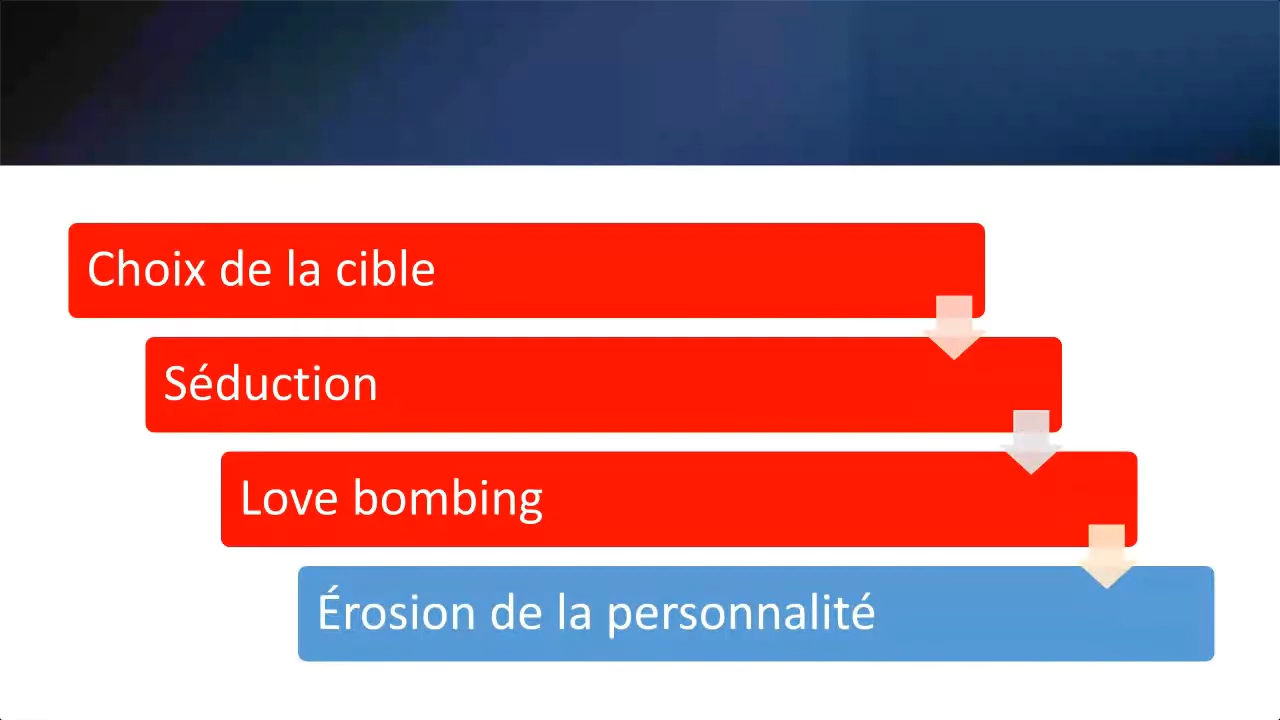 Choix de la cible
Séduction
Love bombing
Érosion de la personnalité